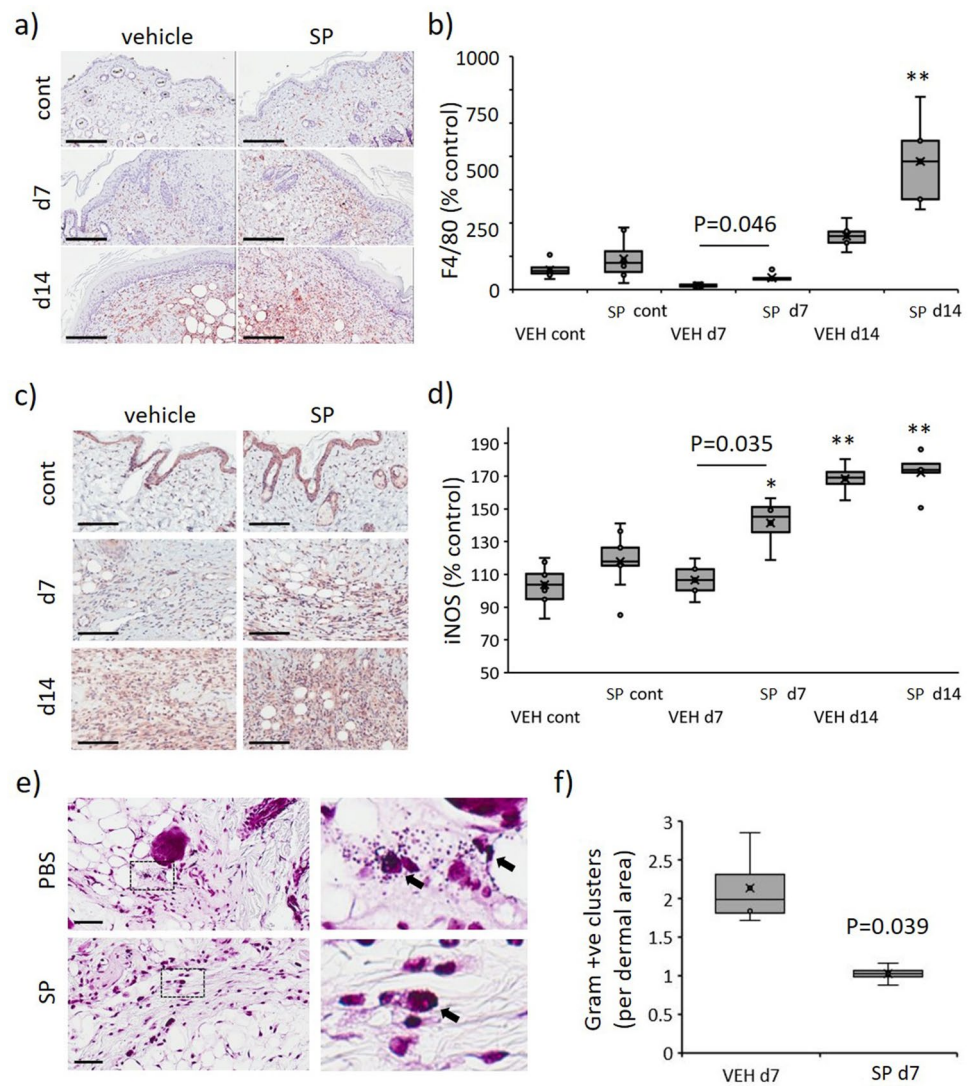 a)
vehicle
SP
cont
d7
d14
b)
F4/80 (% control)
1000
750
500
250
0
**
P=0.046
VEH cont
SP cont
VEH d7
SP d7
VEH d14
SP d14
c)
vehicle
SP
cont
d7
d14
d)
iNOS (% control)
190
170
150
130
110
90
70
50
P=0.035
*
**
**
VEH cont
SP cont
VEH d7
SP d7
VEH d14
SP d14
e)
PBS
SP
f)
Gram +ve clusters
(per dermal area)
3
2.5
2
1.5
1
0.5
0
P=0.039
VEH d7
SP d7